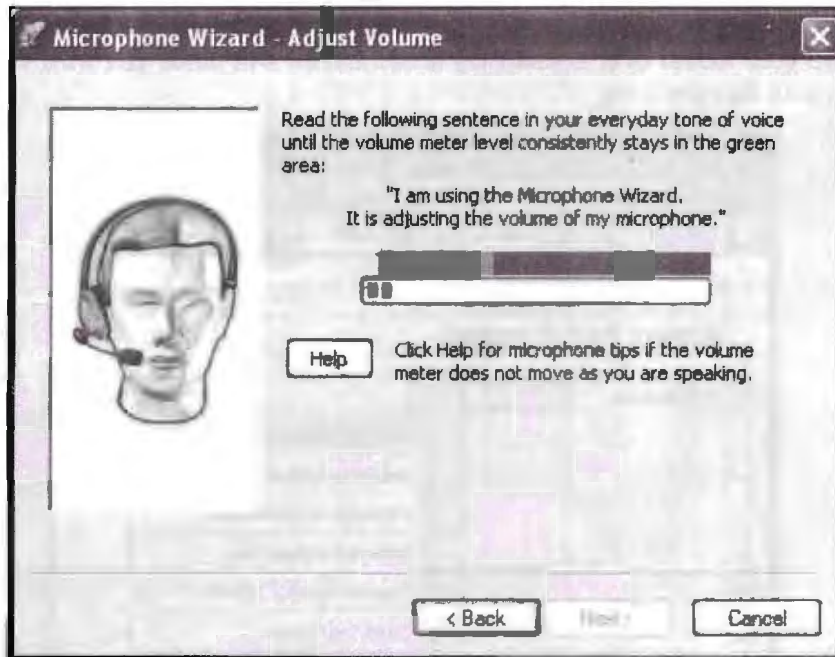 Microphone Wizard - Adjust Volume
Read the following sentence in your everyday tone of voice
until the volume meter level consistently stays in the green
area:
"I am using the Microphone Wizard.
It is adjusting the volume of my microphone."
Help
Click Help for microphone tips if the volume
meter does not move as you are speaking.
< Back
Next >
Cancel